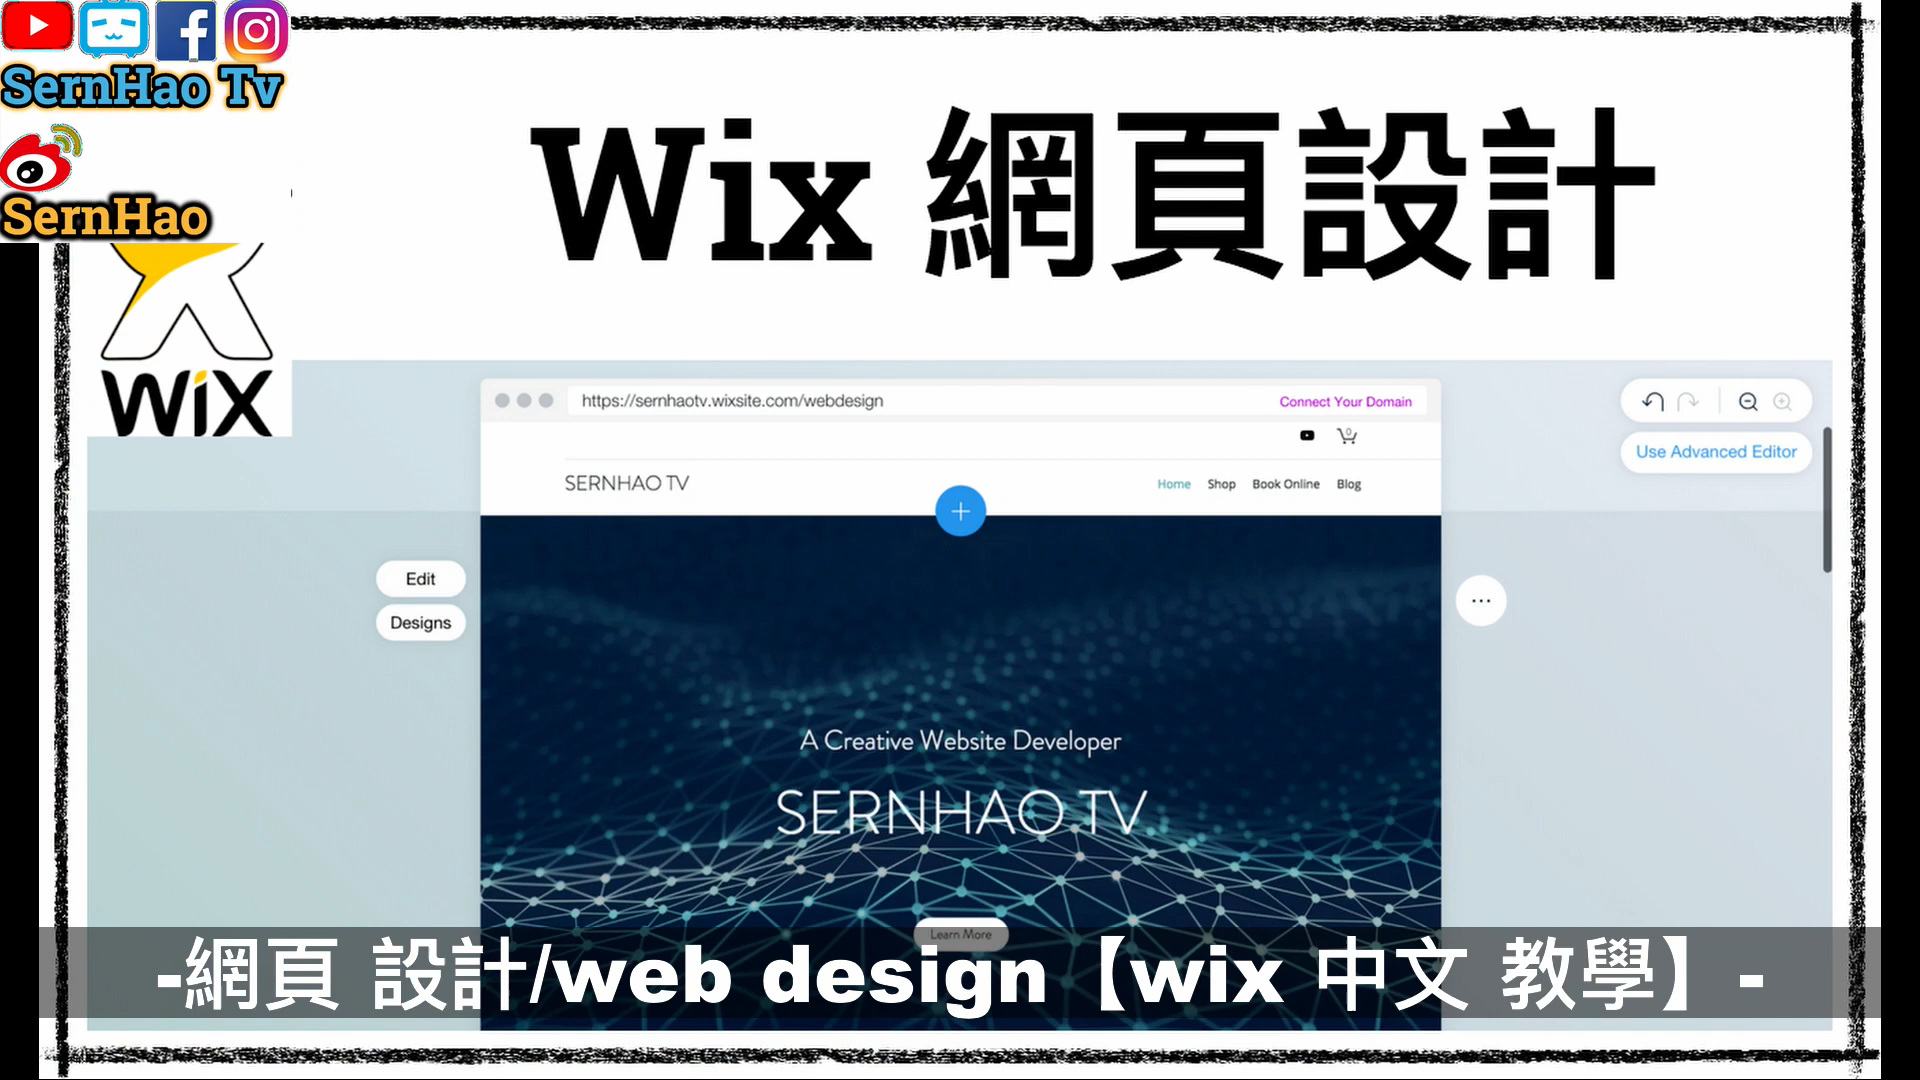 SernHao Tv
SernHao
Wix 網頁設計
WiX
https://sernhaotv.wixsite.com/webdesign
Connect Your Domain
0
Use Advanced Editor
SERNHAO TV
Home Shop Book Online Blog
Edit
Designs
A Creative Website Developer
SERNHAO TV
Learn More
-網頁 設計/web design【wix 中文 教學】-